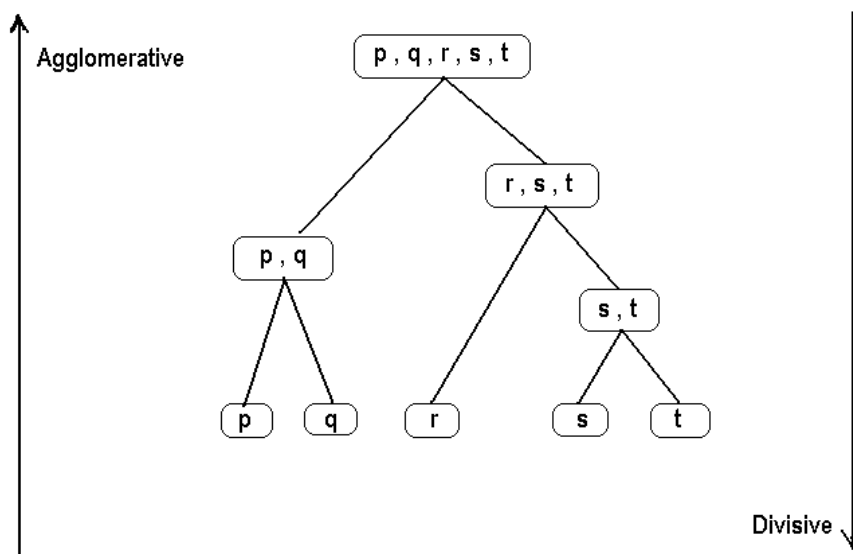 Agglomerative
p , q , r , s , t
r , s , t
p , q
s , t
p
q
r
s
t
Divisive